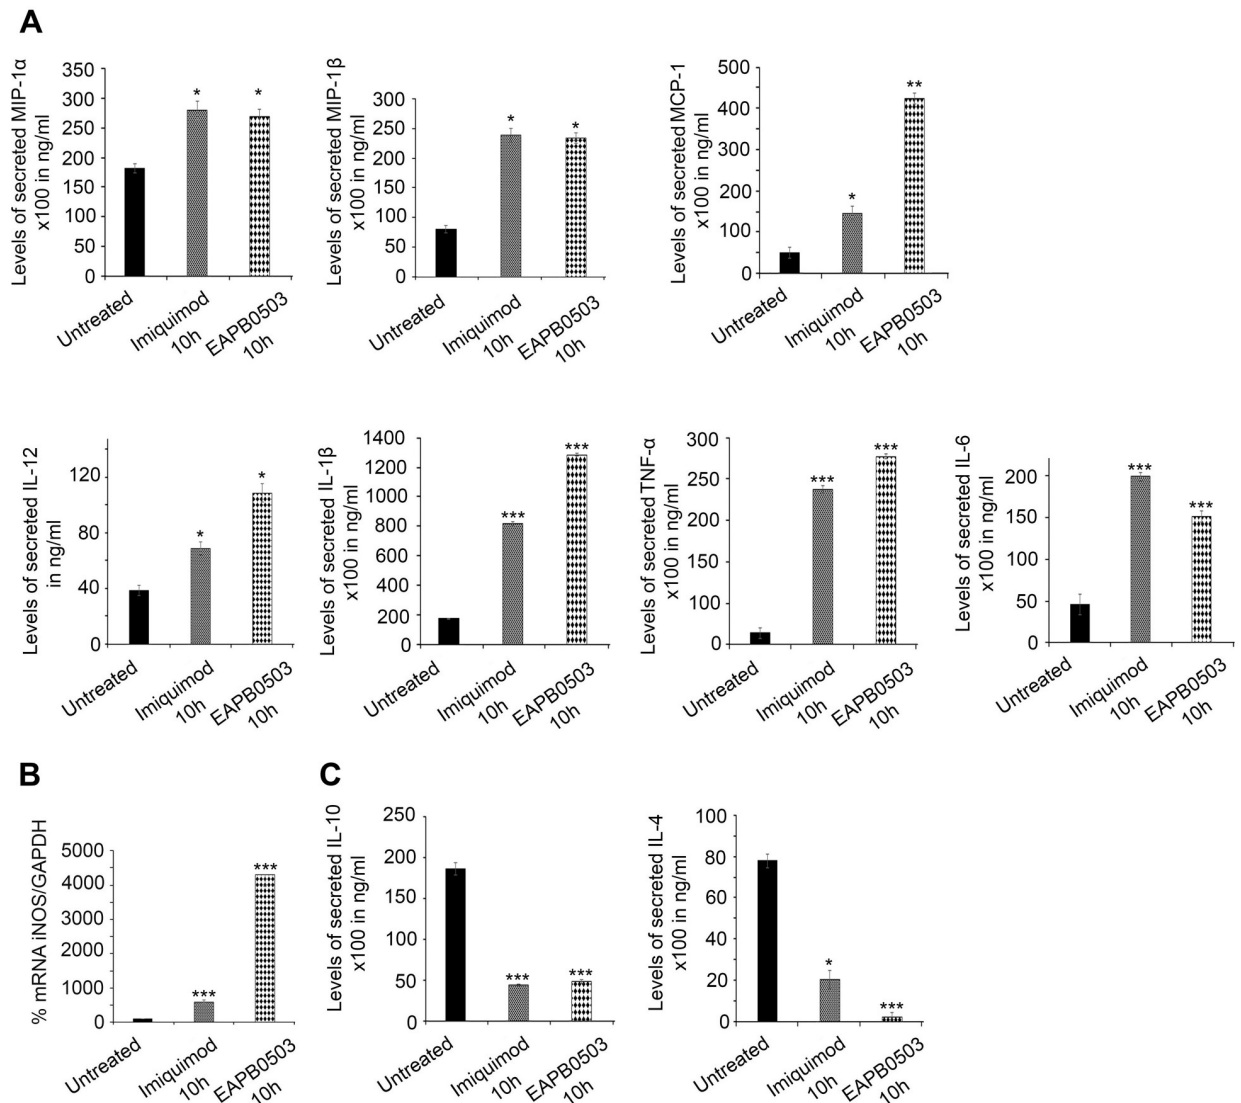 A
Levels of secreted MIP-1α
x100 in ng/ml
350
300
250
200
150
100
50
0
*
*
Untreated
Imiquimod
10h
EAPB0503
10h
Levels of secreted MIP-1β
x100 in ng/ml
350
300
250
200
150
100
50
0
*
*
Untreated
Imiquimod
10h
EAPB0503
10h
Levels of secreted MCP-1
x100 in ng/ml
500
400
300
200
100
50
0
*
**
Untreated
Imiquimod
10h
EAPB0503
10h
Levels of secreted IL-12
in ng/ml
120
80
40
0
*
*
Untreated
Imiquimod
10h
EAPB0503
10h
Levels of secreted IL-1β
x100 in ng/ml
1400
1200
1000
800
600
400
200
0
***
***
Untreated
Imiquimod
10h
EAPB0503
10h
Levels of secreted TNF-α
x100 in ng/ml
300
250
200
150
100
50
0
***
***
Untreated
Imiquimod
10h
EAPB0503
10h
Levels of secreted IL-6
x100 in ng/ml
200
150
100
50
0
***
***
Untreated
Imiquimod
10h
EAPB0503
10h
B
% mRNA iNOS/GAPDH
5000
4000
3000
2000
1000
0
***
***
Untreated
Imiquimod
10h
EAPB0503
10h
C
Levels of secreted IL-10
x100 in ng/ml
250
200
150
100
50
0
***
***
Untreated
Imiquimod
10h
EAPB0503
10h
Levels of secreted IL-4
x100 in ng/ml
100
80
60
40
20
0
*
***
Untreated
Imiquimod
10h
EAPB0503
10h